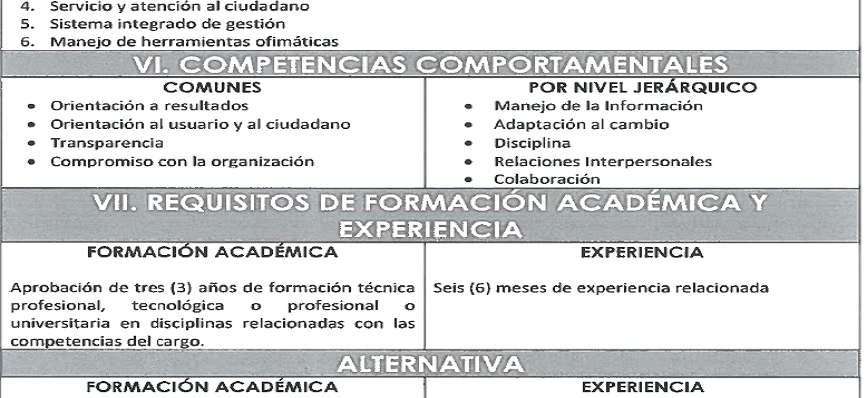 4. Servicio y atención al ciudadano
5. Sistema integrado de gestión
6. Manejo de herramientas ofimáticas
VI. COMPETENCIAS COMPORTAMENTALES
COMUNES
• Orientación a resultados
• Orientación al usuario y al ciudadano
• Transparencia
• Compromiso con la organización
POR NIVEL JERÁRQUICO
• Manejo de la Información
• Adaptación al cambio
• Disciplina
• Relaciones Interpersonales
• Colaboración
VII. REQUISITOS DE FORMACIÓN ACADÉMICA Y
EXPERIENCIA
FORMACIÓN ACADÉMICA
Aprobación de tres (3) años de formación técnica
profesional, tecnológica o profesional o
universitaria en disciplinas relacionadas con las
competencias del cargo.
EXPERIENCIA
Seis (6) meses de experiencia relacionada
ALTERNATIVA
FORMACIÓN ACADÉMICA
EXPERIENCIA